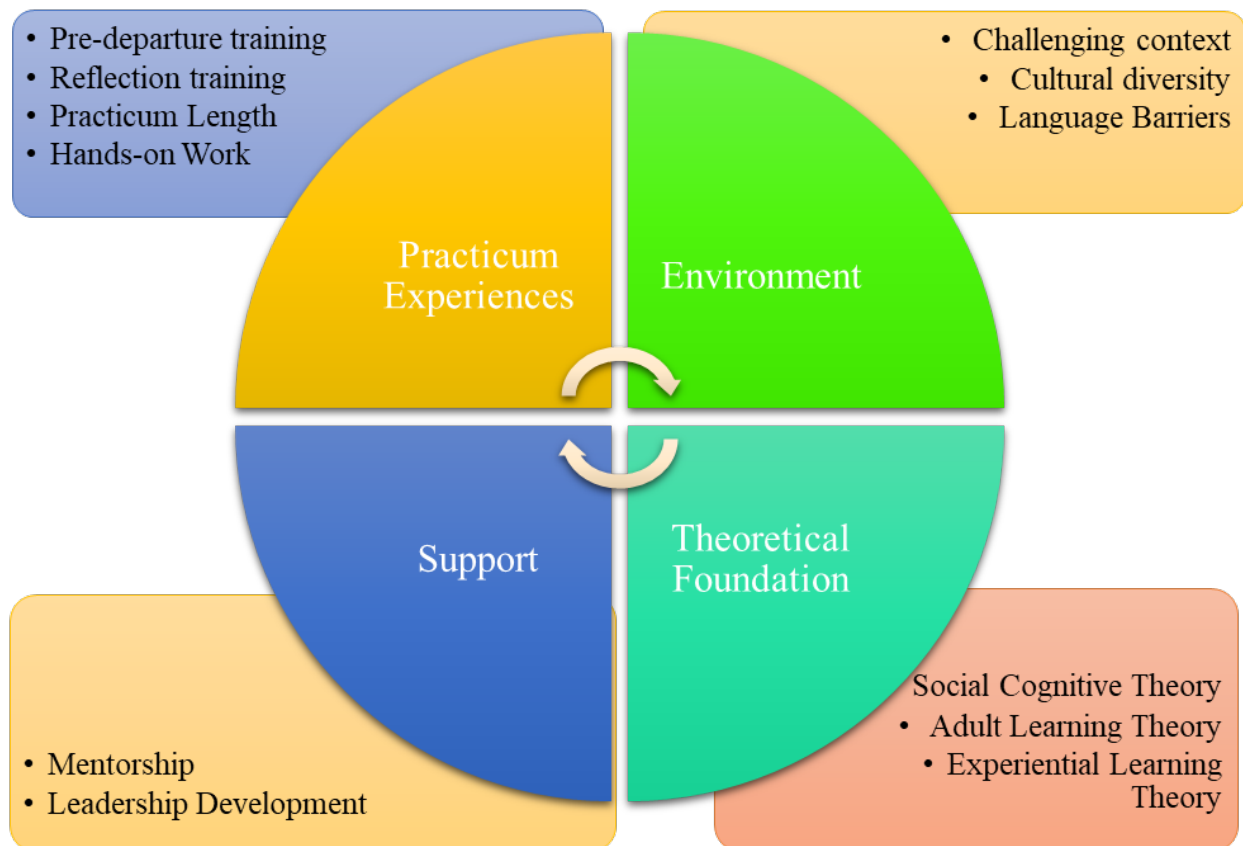 • Pre-departure training
• Reflection training
• Practicum Length
• Hands-on Work
• Challenging context
• Cultural diversity
• Language Barriers
Practicum
Experiences
Environment
Support
Theoretical
Foundation
• Mentorship
• Leadership Development
Social Cognitive Theory
• Adult Learning Theory
• Experiential Learning
Theory